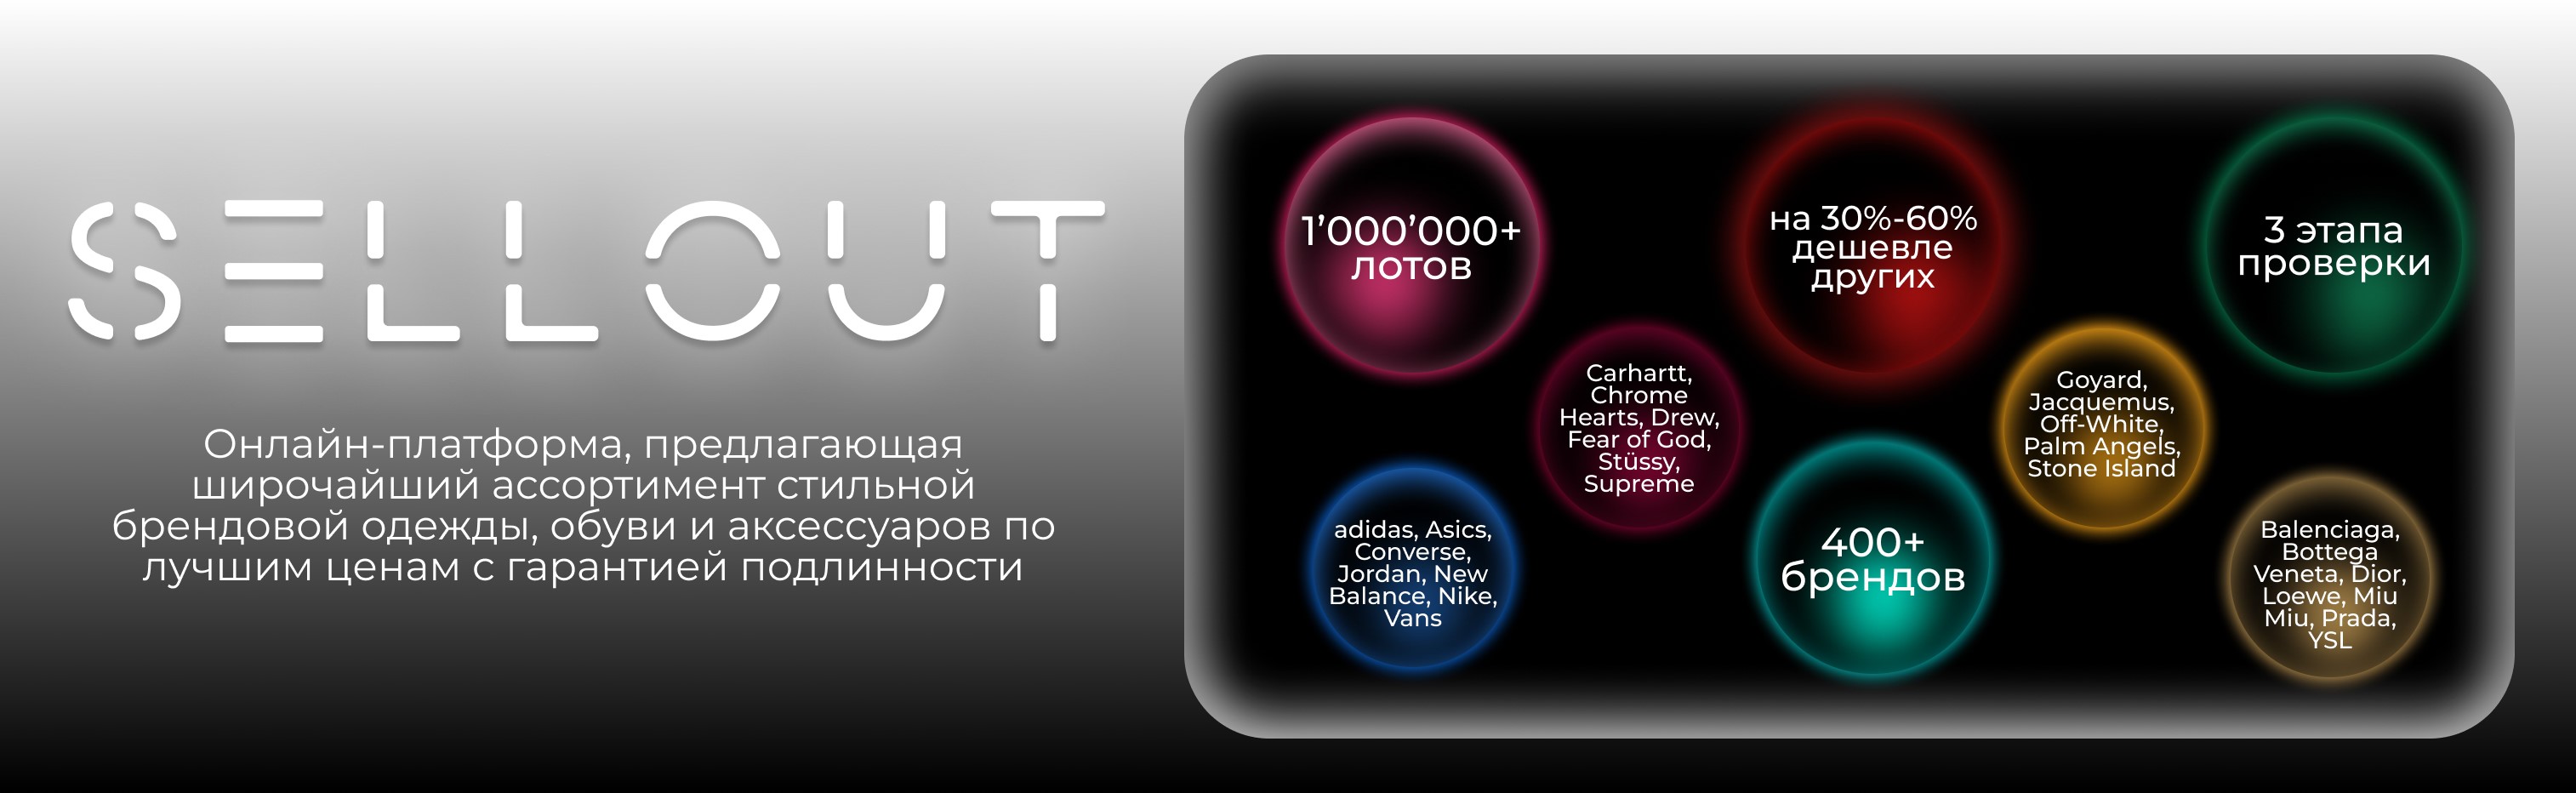 SELLOUT
Онлайн-платформа, предлагающая
широчайший ассортимент стильной
брендовой одежды, обуви и аксессуаров по
лучшим ценам с гарантией подлинности
1’000’000+
лотов
на 30%-60%
дешевле
других
3 этапа
проверки
Carhartt,
Chrome
Hearts, Drew,
Fear of God,
Stüssy,
Supreme
Goyard,
Jacquemus,
Off-White,
Palm Angels,
Stone Island
adidas, Asics,
Converse,
Jordan, New
Balance, Nike,
Vans
400+
брендов
Balenciaga,
Bottega
Veneta, Dior,
Loewe, Miu
Miu, Prada,
YSL